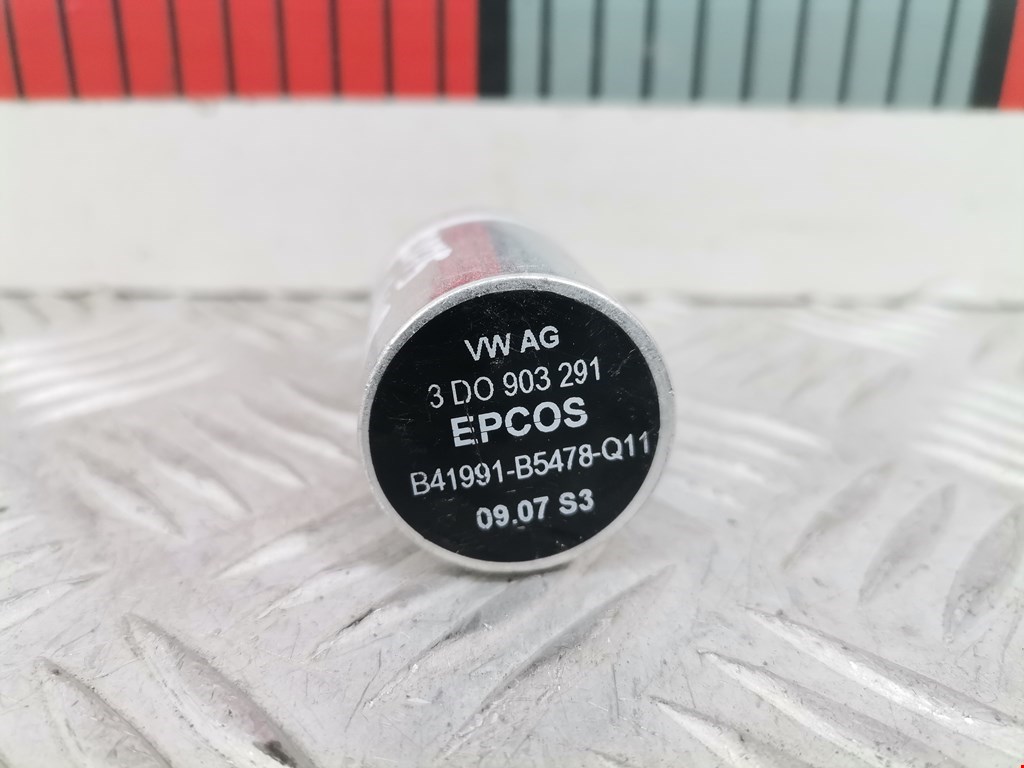 VW AG
3 DO 903 291
EPCOS
B41991-B5478-Q11
09.07 S3